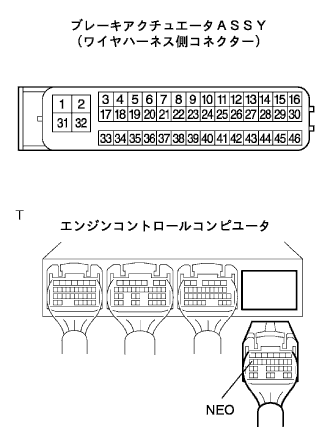 ブレーキアクチュエータASSY
(ワイヤハーネス側コネクター)
1 2 3 4 5 6 7 8 9 10 11 12 13 14 15 16
17 18 19 20 21 22 23 24 25 26 27 28 29 30
31 32 33 34 35 36 37 38 39 40 41 42 43 44 45 46
T
エンジンコントロールコンピユータ
NEO